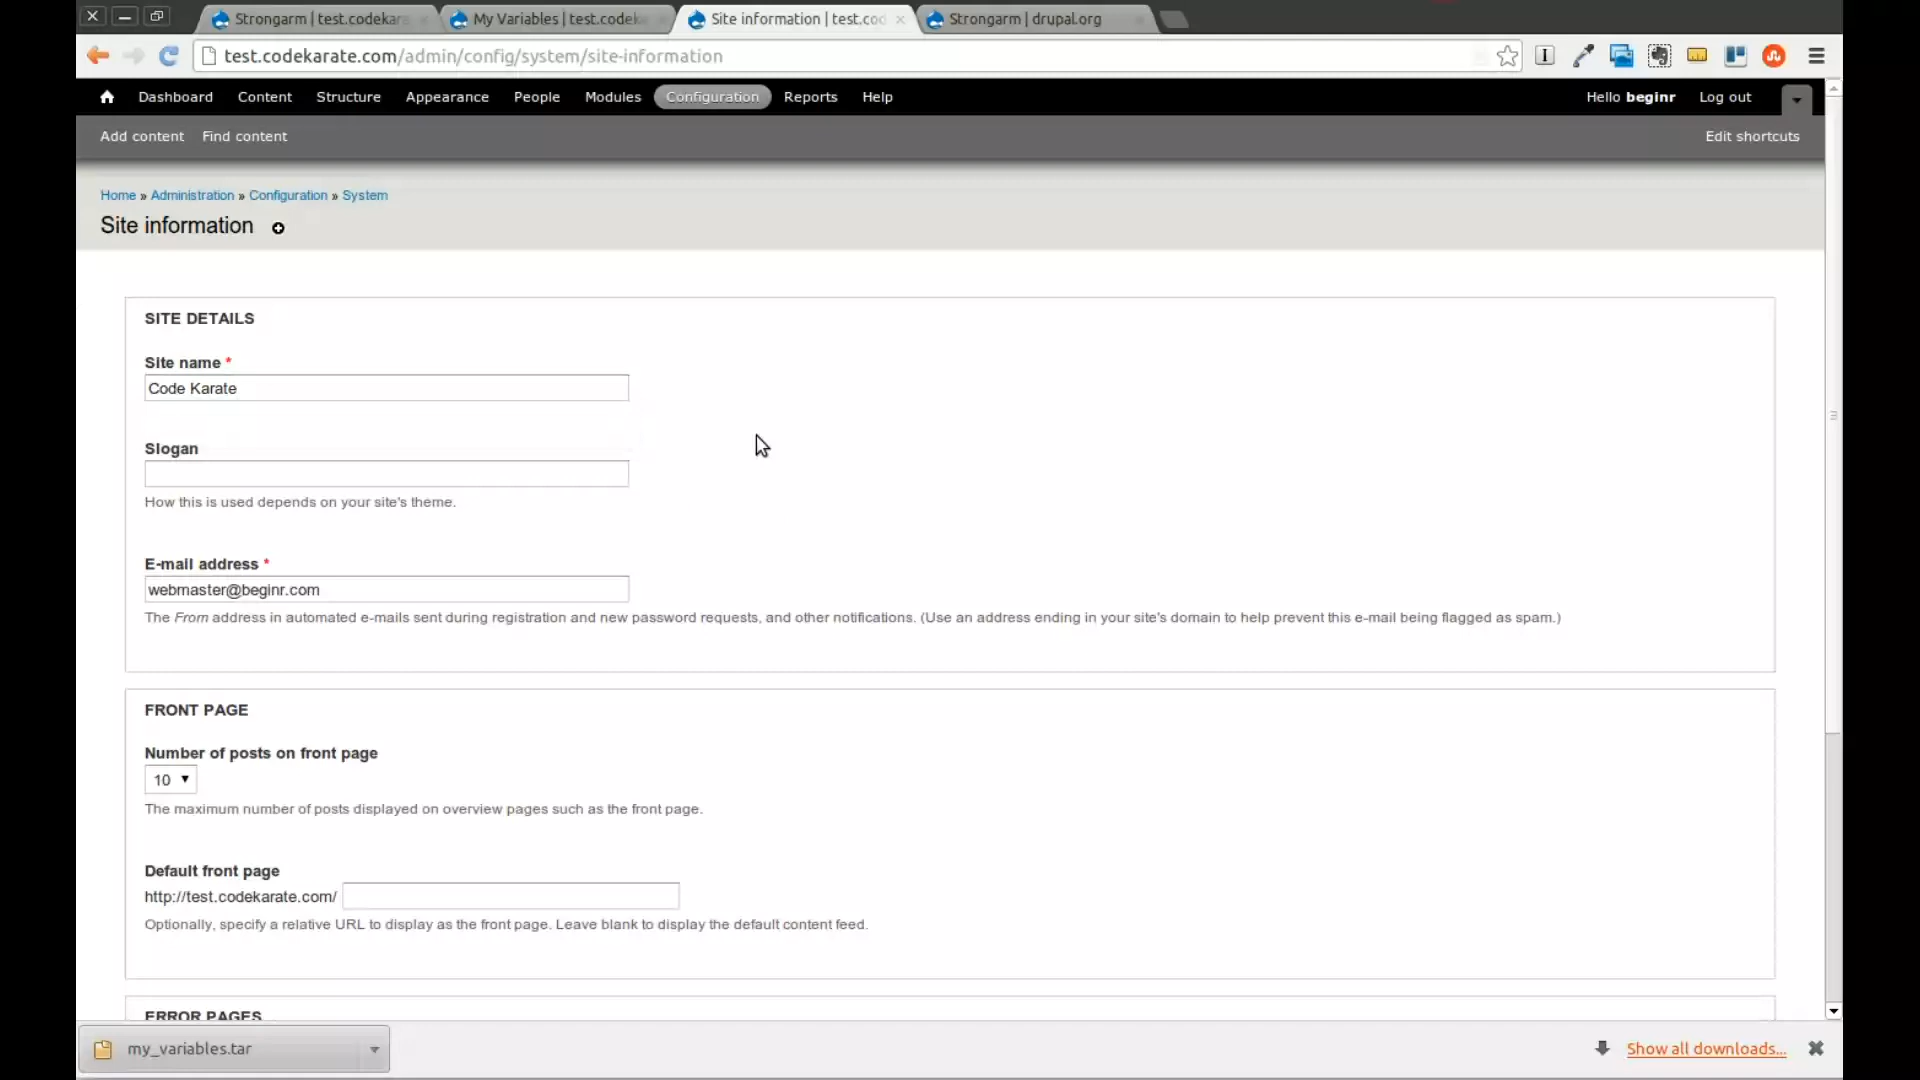 Strongarm | test.codekara
My Variables | test.codek
Site information | test.cod
Strongarm | drupal.org
test.codekarate.com/admin/config/system/site-information
Dashboard Content Structure Appearance People Modules Configuration Reports Help Hello beginr Log out
Add content Find content Edit shortcuts
Home » Administration » Configuration » System
Site information
SITE DETAILS
Site name *
Code Karate
Slogan
How this is used depends on your site's theme.
E-mail address *
webmaster@beginr.com
The From address in automated e-mails sent during registration and new password requests, and other notifications. (Use an address ending in your site's domain to help prevent this e-mail being flagged as spam.)
FRONT PAGE
Number of posts on front page
10
The maximum number of posts displayed on overview pages such as the front page.
Default front page
http://test.codekarate.com/
Optionally, specify a relative URL to display as the front page. Leave blank to display the default content feed.
ERROR PAGES
my_variables.tar
Show all downloads...